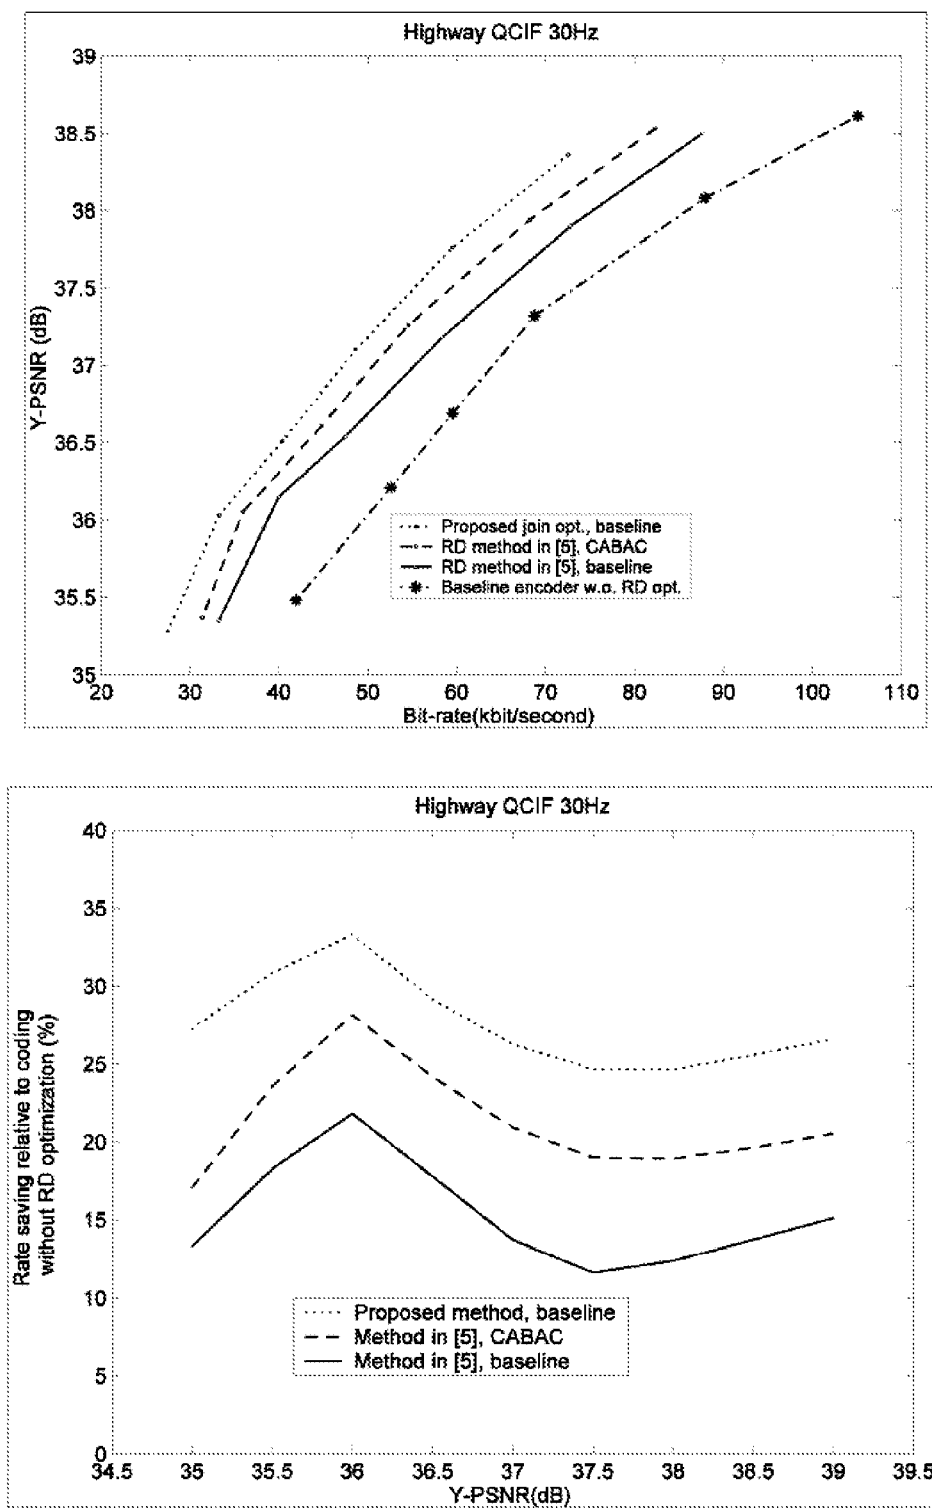 Highway QCIF 30Hz
39
38.5
38
37.5
37
36.5
36
35.5
35
Y-PSNR (dB)
Proposed join opt., baseline
RD method in [5], CABAC
RD method in [5], baseline
Baseline encoder w.o. RD opt.
20 30 40 50 60 70 80 90 100 110
Bit-rate(kbit/second)
Highway QCIF 30Hz
40
35
30
25
20
15
10
5
0
Rate saving relative to coding
without RD optimization (%)
Proposed method, baseline
Method in [5], CABAC
Method in [5], baseline
34.5 35 35.5 36 36.5 37 37.5 38 38.5 39 39.5
Y-PSNR(dB)